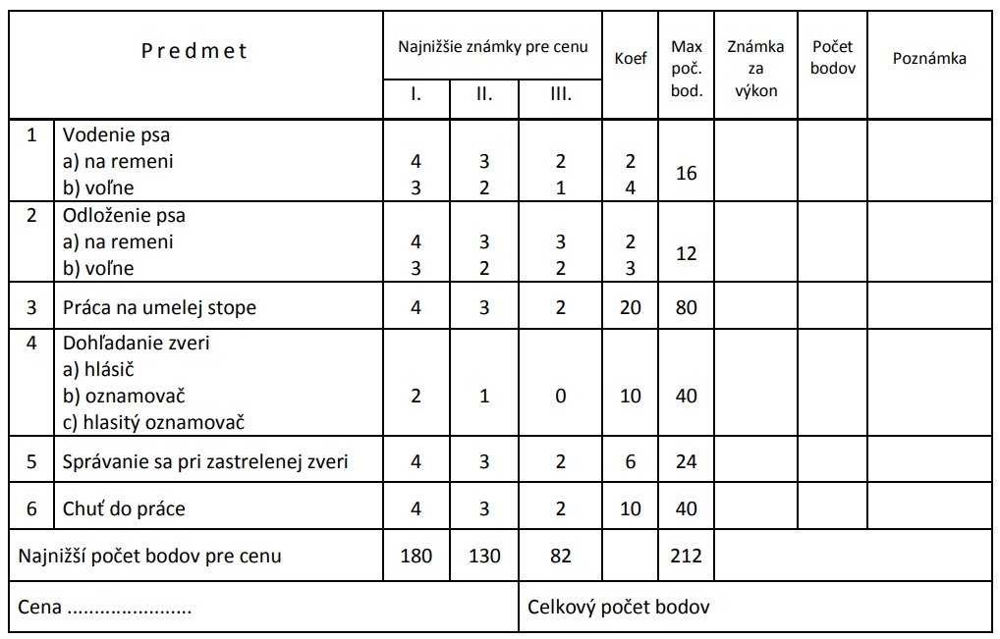 Predmet Najnižšie známky pre cenu Koef Max poč. bod. Známka za výkon Počet bodov Poznámka
I. II. III.
1 Vodenie psa
a) na remeni 4 3 2 2
b) voľne 3 2 1 4 16
2 Odloženie psa
a) na remeni 4 3 3 2
b) voľne 3 2 2 3 12
3 Práca na umelej stope 4 3 2 20 80
4 Dohľadanie zveri
a) hlásič
b) oznamovač 2 1 0 10 40
c) hlasitý oznamovač
5 Správanie sa pri zastrelenej zveri 4 3 2 6 24
6 Chuť do práce 4 3 2 10 40
Najnižší počet bodov pre cenu 180 130 82 212
Cena ....................... Celkový počet bodov